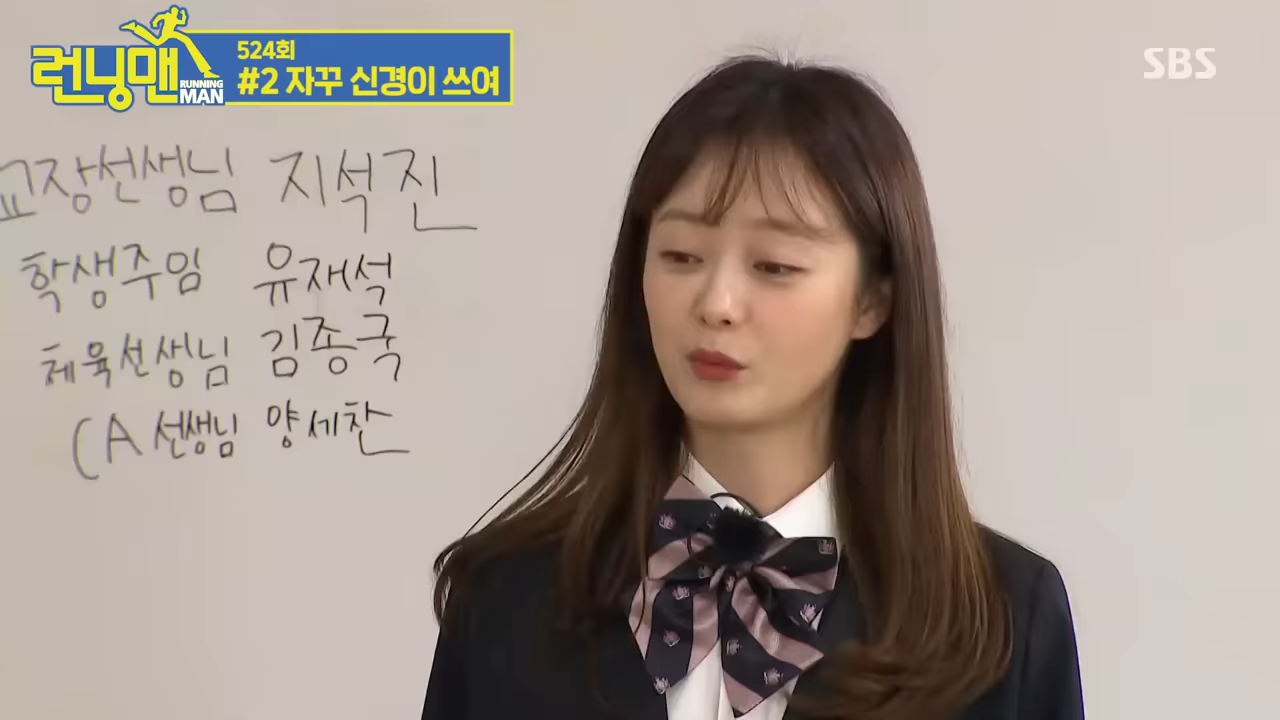 런닝맨
RUNNING
MAN
524회
#2 자꾸 신경이 쓰여
SBS
교장선생님 지석진
학생주임 유재석
체육선생님 김종국
(A 선생님 양세찬